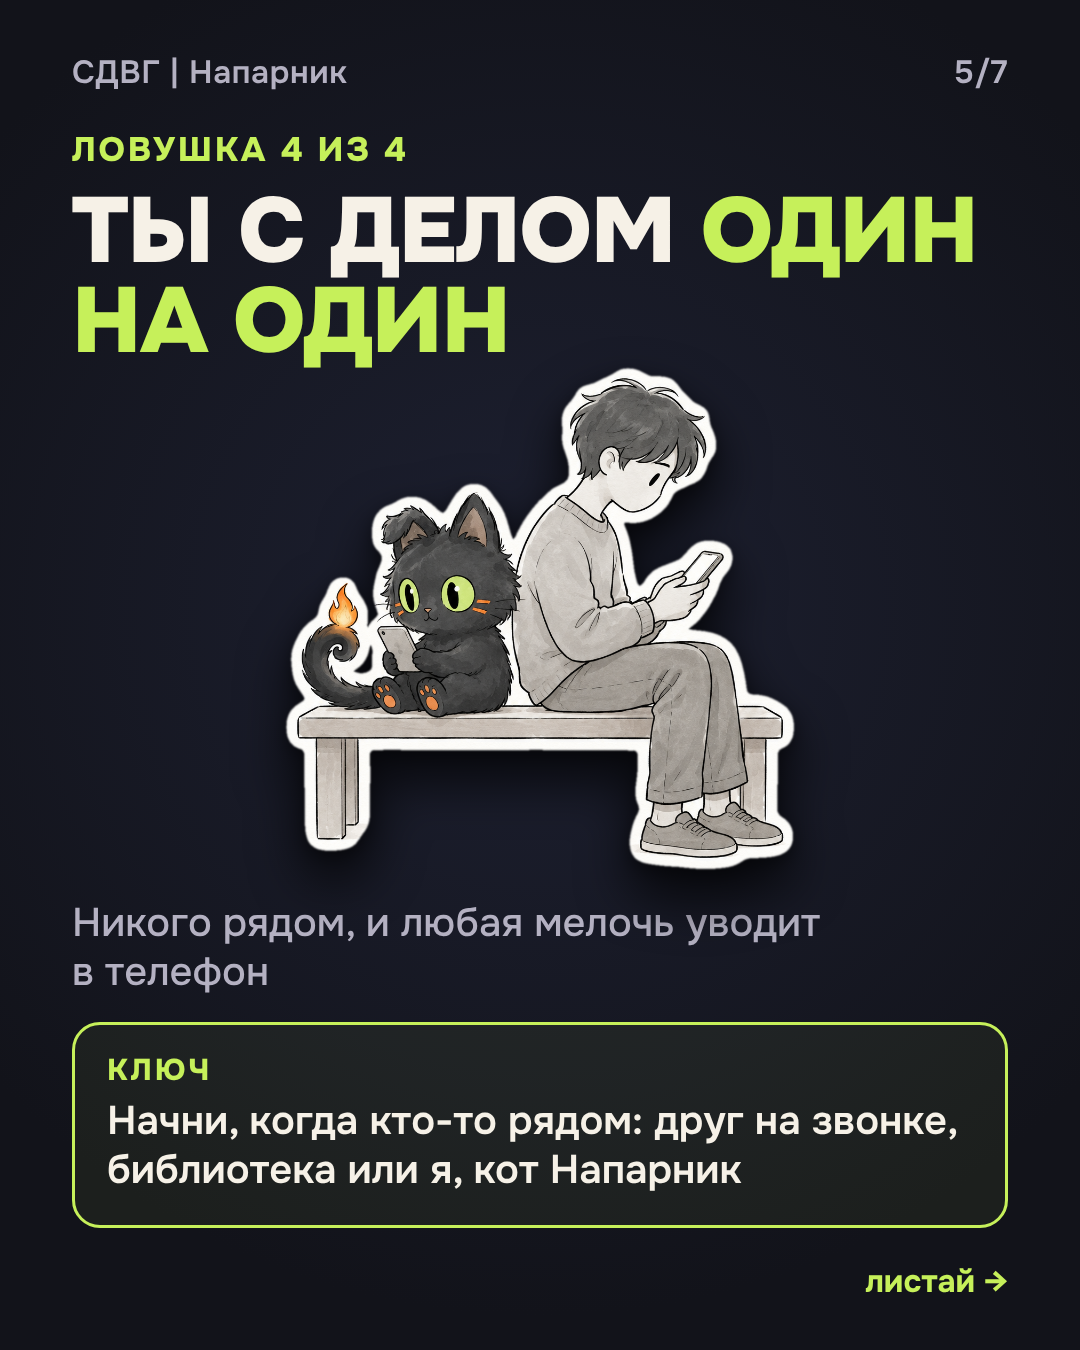 СДВГ | Напарник
5/7
ЛОВУШКА 4 ИЗ 4
ТЫ С ДЕЛОМ ОДИН
НА ОДИН
Никого рядом, и любая мелочь уводит
в телефон
КЛЮЧ
Начни, когда кто-то рядом: друг на звонке,
библиотека или я, кот Напарник
листай →